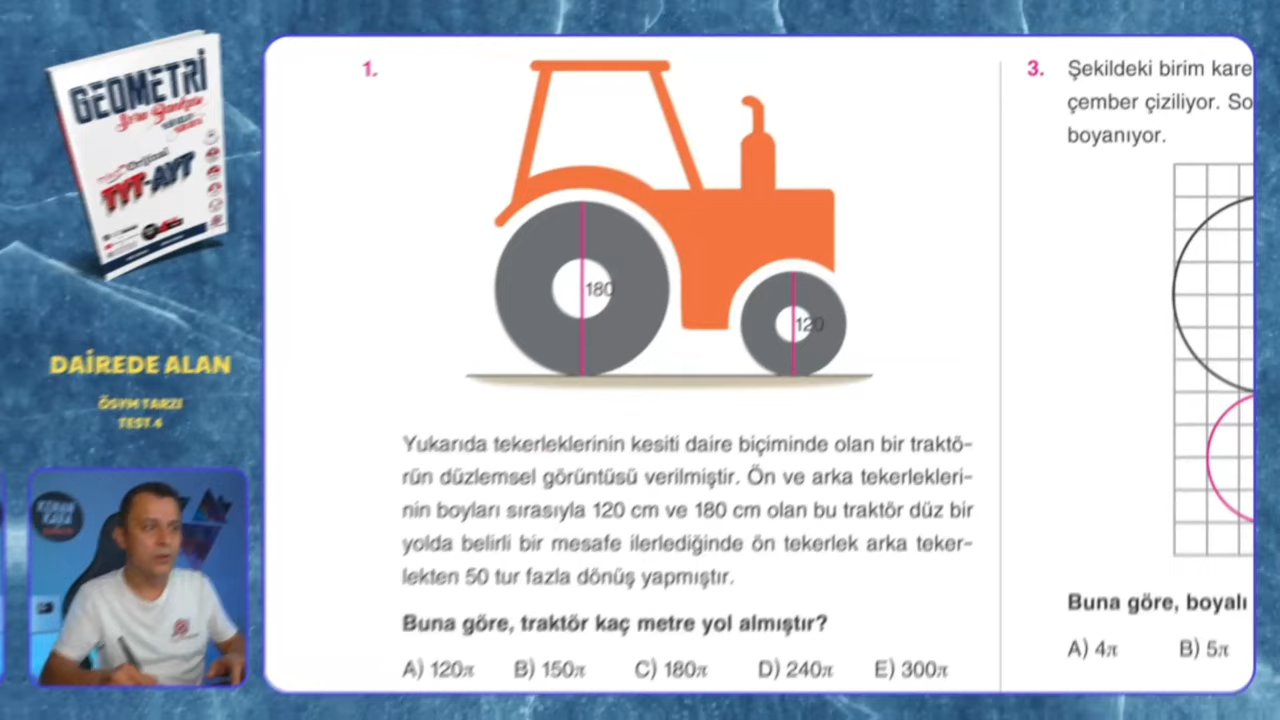 GEOMETRİ
Soru Bankası
Orijinal
TYT-AYT
DAİREDE ALAN
ÖSYM TARZI
TEST 4
1.
180
120
Yukarıda tekerleklerinin kesiti daire biçiminde olan bir traktö-
rün düzlemsel görüntüsü verilmiştir. Ön ve arka tekerlekleri-
nin boyları sırasıyla 120 cm ve 180 cm olan bu traktör düz bir
yolda belirli bir mesafe ilerlediğinde ön tekerlek arka teker-
lekten 50 tur fazla dönüş yapmıştır.
Buna göre, traktör kaç metre yol almıştır?
A) 120π B) 150π C) 180π D) 240π E) 300π
3. Şekildeki birim kare
çember çiziliyor. So
boyanıyor.
Buna göre, boyalı
A) 4π B) 5π